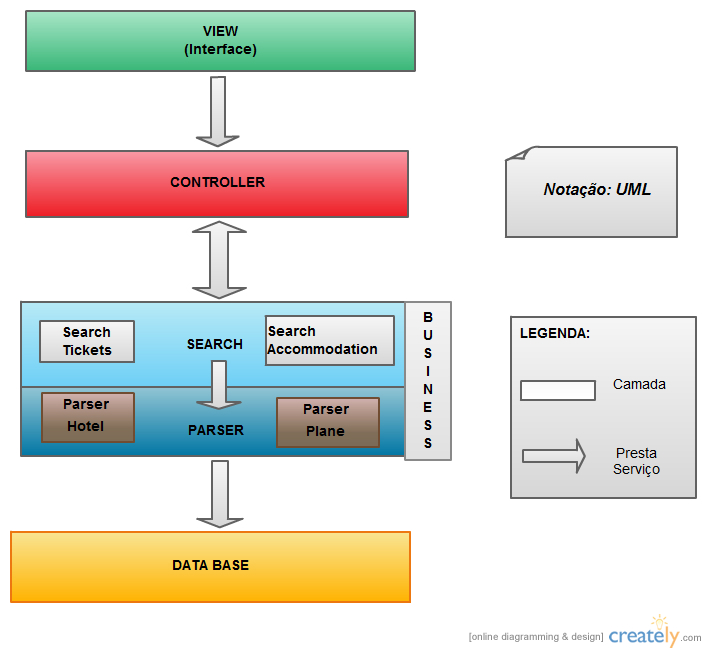 VIEW
(Interface)
CONTROLLER
Notação: UML
Search
Tickets
SEARCH
Search
Accommodation
Parser
Hotel
PARSER
Parser
Plane
BUSINESS
DATA BASE
LEGENDA:
Camada
Presta
Serviço
[online diagramming & design] creately.com